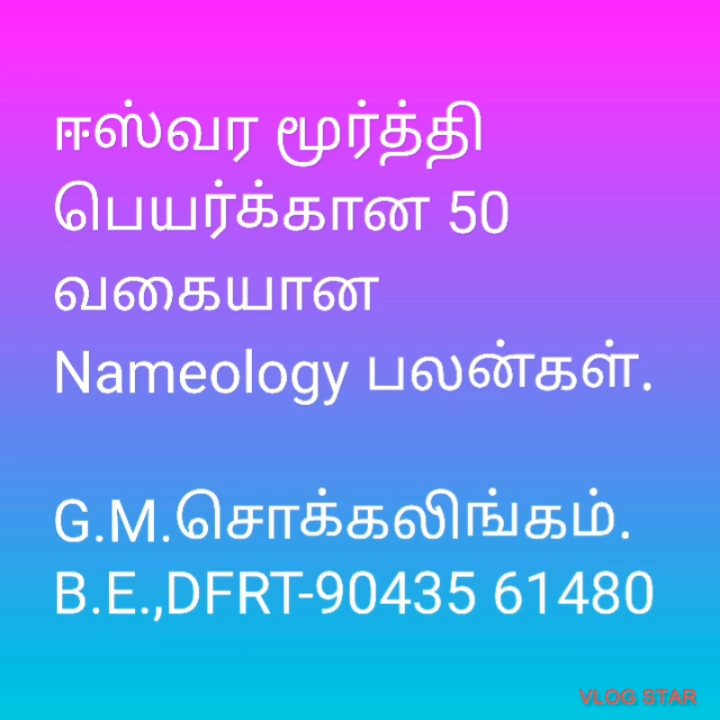 ஈஸ்வர மூர்த்தி
பெயர்க்கான 50
வகையான
Nameology பலன்கள்.
G.M.சொக்கலிங்கம்.
B.E.,DFRT-90435 61480
VLOG STAR